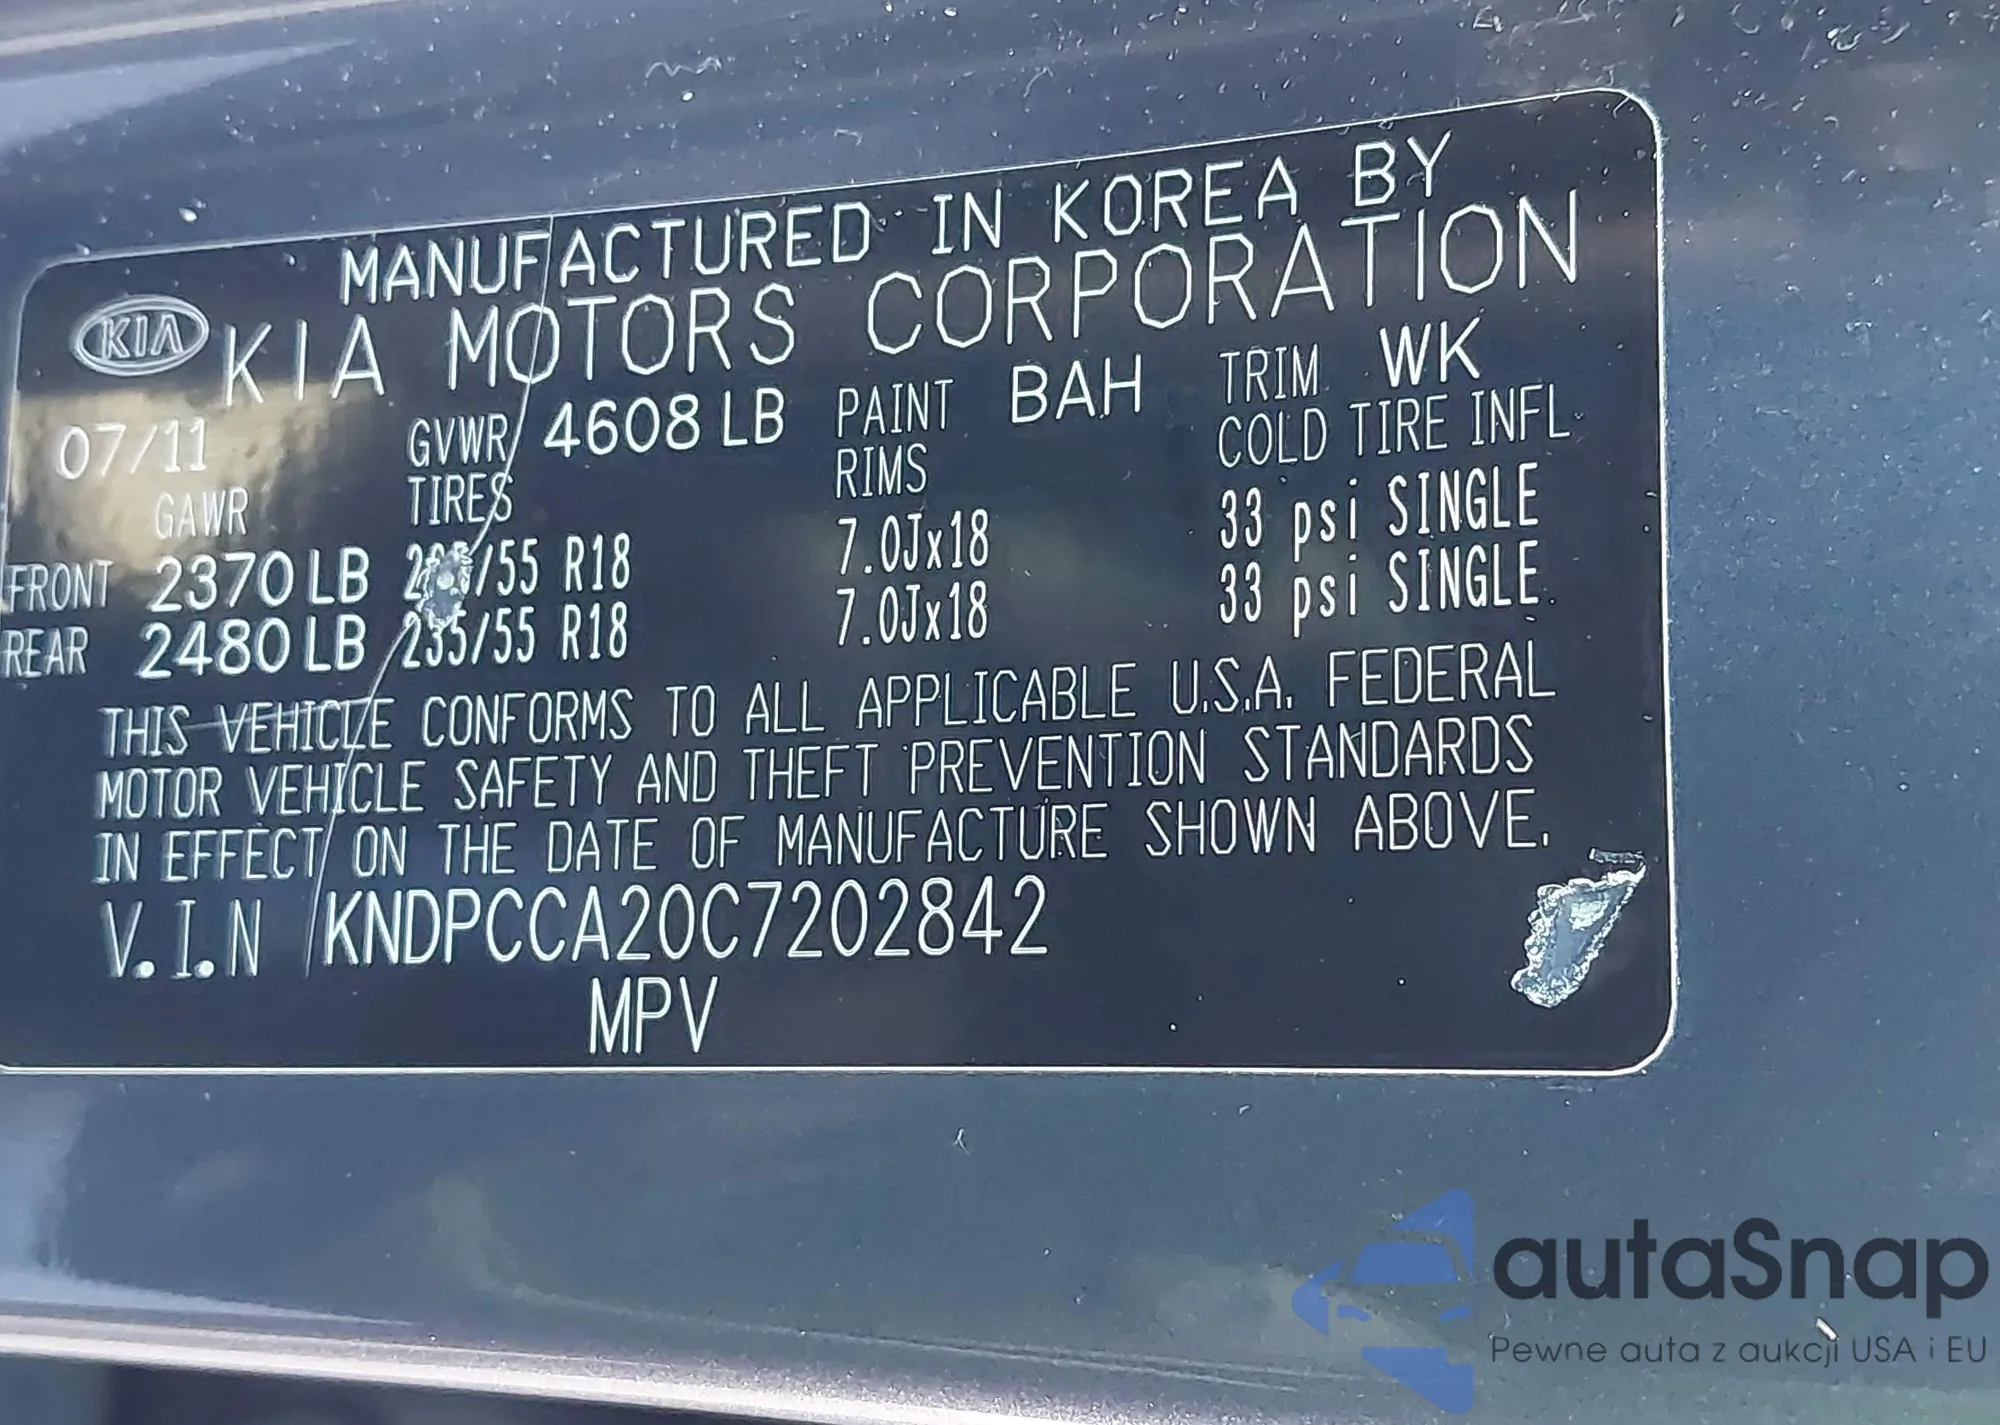 MANUFACTURED IN KOREA BY
KIA KIA MOTORS CORPORATION
07/11 GVWR 4608 LB PAINT BAH TRIM WK
GAWR TIRES RIMS COLD TIRE INFL
FRONT 2370 LB R18 7.0Jx18 33 psi SINGLE
REAR 2480 LB 235/55 R18 7.0Jx18 33 psi SINGLE
THIS VEHICLE CONFORMS TO ALL APPLICABLE U.S.A. FEDERAL
MOTOR VEHICLE SAFETY AND THEFT PREVENTION STANDARDS
IN EFFECT ON THE DATE OF MANUFACTURE SHOWN ABOVE.
V.I.N KNDPCCA20C7202842
MPV
autaSnap
Pewne auta z aukcji USA i EU